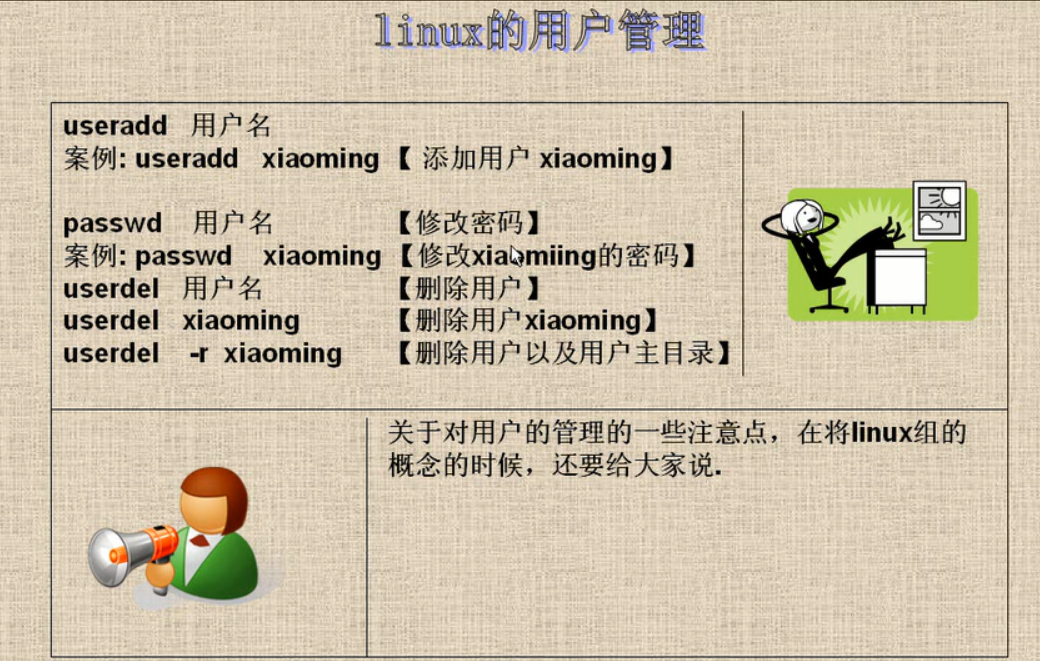 linux的用户管理
useradd 用户名
案例: useradd xiaoming 【 添加用户 xiaoming】
passwd 用户名 【修改密码】
案例: passwd xiaoming 【修改xiaomiing的密码】
userdel 用户名 【删除用户】
userdel xiaoming 【删除用户xiaoming】
userdel -r xiaoming 【删除用户以及用户主目录】
关于对用户的管理的一些注意点，在将linux组的
概念的时候，还要给大家说.